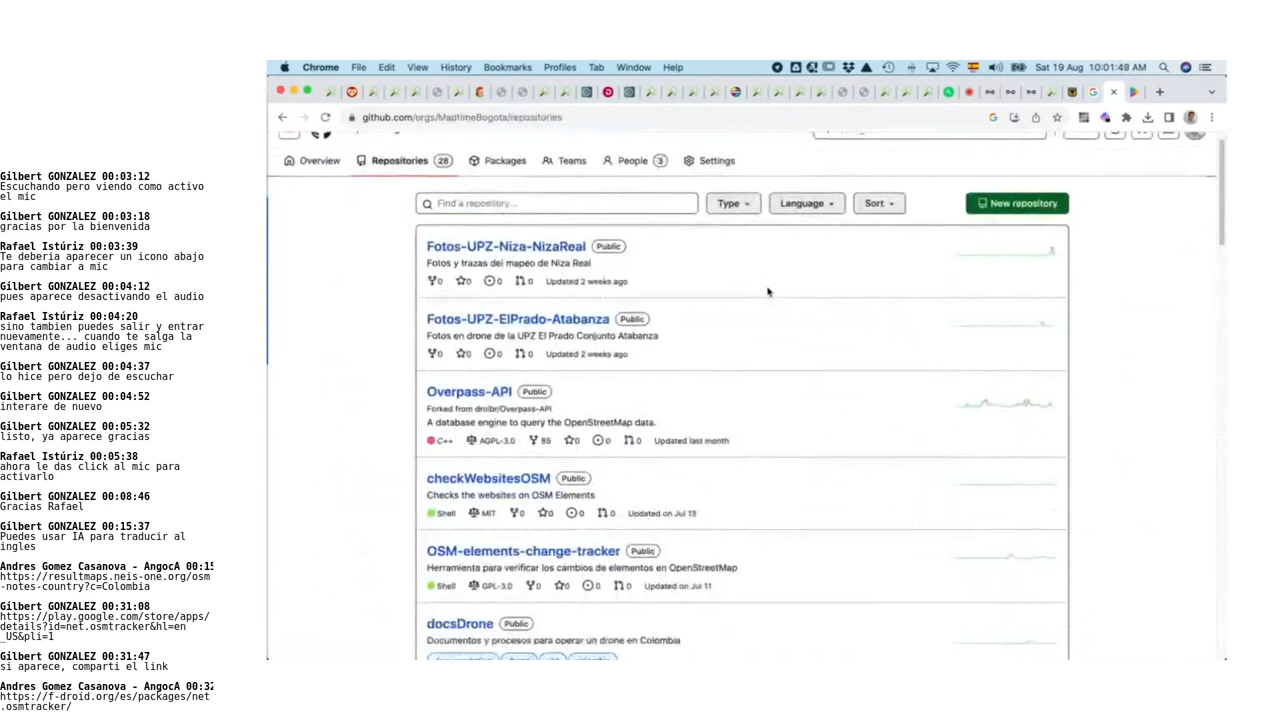 Gilbert GONZALEZ 00:03:12
Escuchando pero viendo como activo
el mic
Gilbert GONZALEZ 00:03:18
gracias por la bienvenida
Rafael Istúriz 00:03:39
Te deberia aparecer un icono abajo
para cambiar a mic
Gilbert GONZALEZ 00:04:12
pues aparece desactivando el audio
Rafael Istúriz 00:04:20
sino tambien puedes salir y entrar
nuevamente... cuando te salga la
ventana de audio eliges mic
Gilbert GONZALEZ 00:04:37
lo hice pero dejo de escuchar
Gilbert GONZALEZ 00:04:52
interare de nuevo
Gilbert GONZALEZ 00:05:32
listo, ya aparece gracias
Rafael Istúriz 00:05:38
ahora le das click al mic para
activarlo
Gilbert GONZALEZ 00:08:46
Gracias Rafael
Gilbert GONZALEZ 00:15:37
Puedes usar IA para traducir al
ingles
Andres Gomez Casanova - AngocA 00:15
https://resultmaps.neis-one.org/osm
-notes-country?c=Colombia
Gilbert GONZALEZ 00:31:08
https://play.google.com/store/apps/
details?id=net.osmtracker&hl=en
_US&pli=1
Gilbert GONZALEZ 00:31:47
si aparece, comparti el link
Andres Gomez Casanova - AngocA 00:32
https://f-droid.org/es/packages/net
.osmtracker/
Chrome File Edit View History Bookmarks Profiles Tab Window Help Sat 19 Aug 10:01:48 AM
github.com/orgs/MaptimeBogota/repositories
Overview Repositories 28 Packages Teams People 3 Settings
Find a repository... Type Language Sort New repository
Fotos-UPZ-Niza-NizaReal Public
Fotos y trazas del mapeo de Niza Real
0 0 0 0 Updated 2 weeks ago
Fotos-UPZ-ElPrado-Atabanza Public
Fotos en drone de la UPZ El Prado Conjunto Atabanza
0 0 0 0 Updated 2 weeks ago
Overpass-API Public
Forked from drolbr/Overpass-API
A database engine to query the OpenStreetMap data.
C++ AGPL-3.0 85 0 0 0 Updated last month
checkWebsitesOSM Public
Checks the websites on OSM Elements
Shell MIT 0 0 0 0 Updated on Jul 13
OSM-elements-change-tracker Public
Herramienta para verificar los cambios de elementos en OpenStreetMap
Shell GPL-3.0 0 0 0 0 Updated on Jul 11
docsDrone Public
Documentos y procesos para operar un drone en Colombia